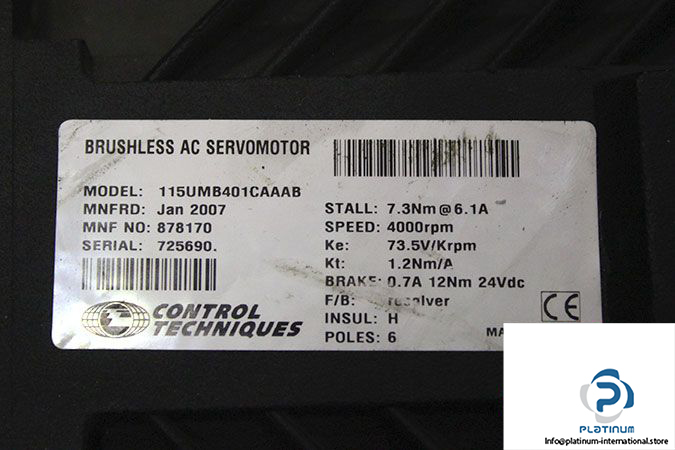 BRUSHLESS AC SERVOMOTOR
MODEL: 115UMB401CAAAB
MNFRD: Jan 2007
MNF NO: 878170
SERIAL: 725690.
CONTROL
TECHNIQUES
STALL: 7.3Nm@6.1A
SPEED: 4000rpm
Ke: 73.5V/Krpm
Kt: 1.2Nm/A
BRAKE: 0.7A 12Nm 24Vdc
F/B: resolver
INSUL: H
POLES: 6
CE
PLATINUM
Info@platinum-international.store